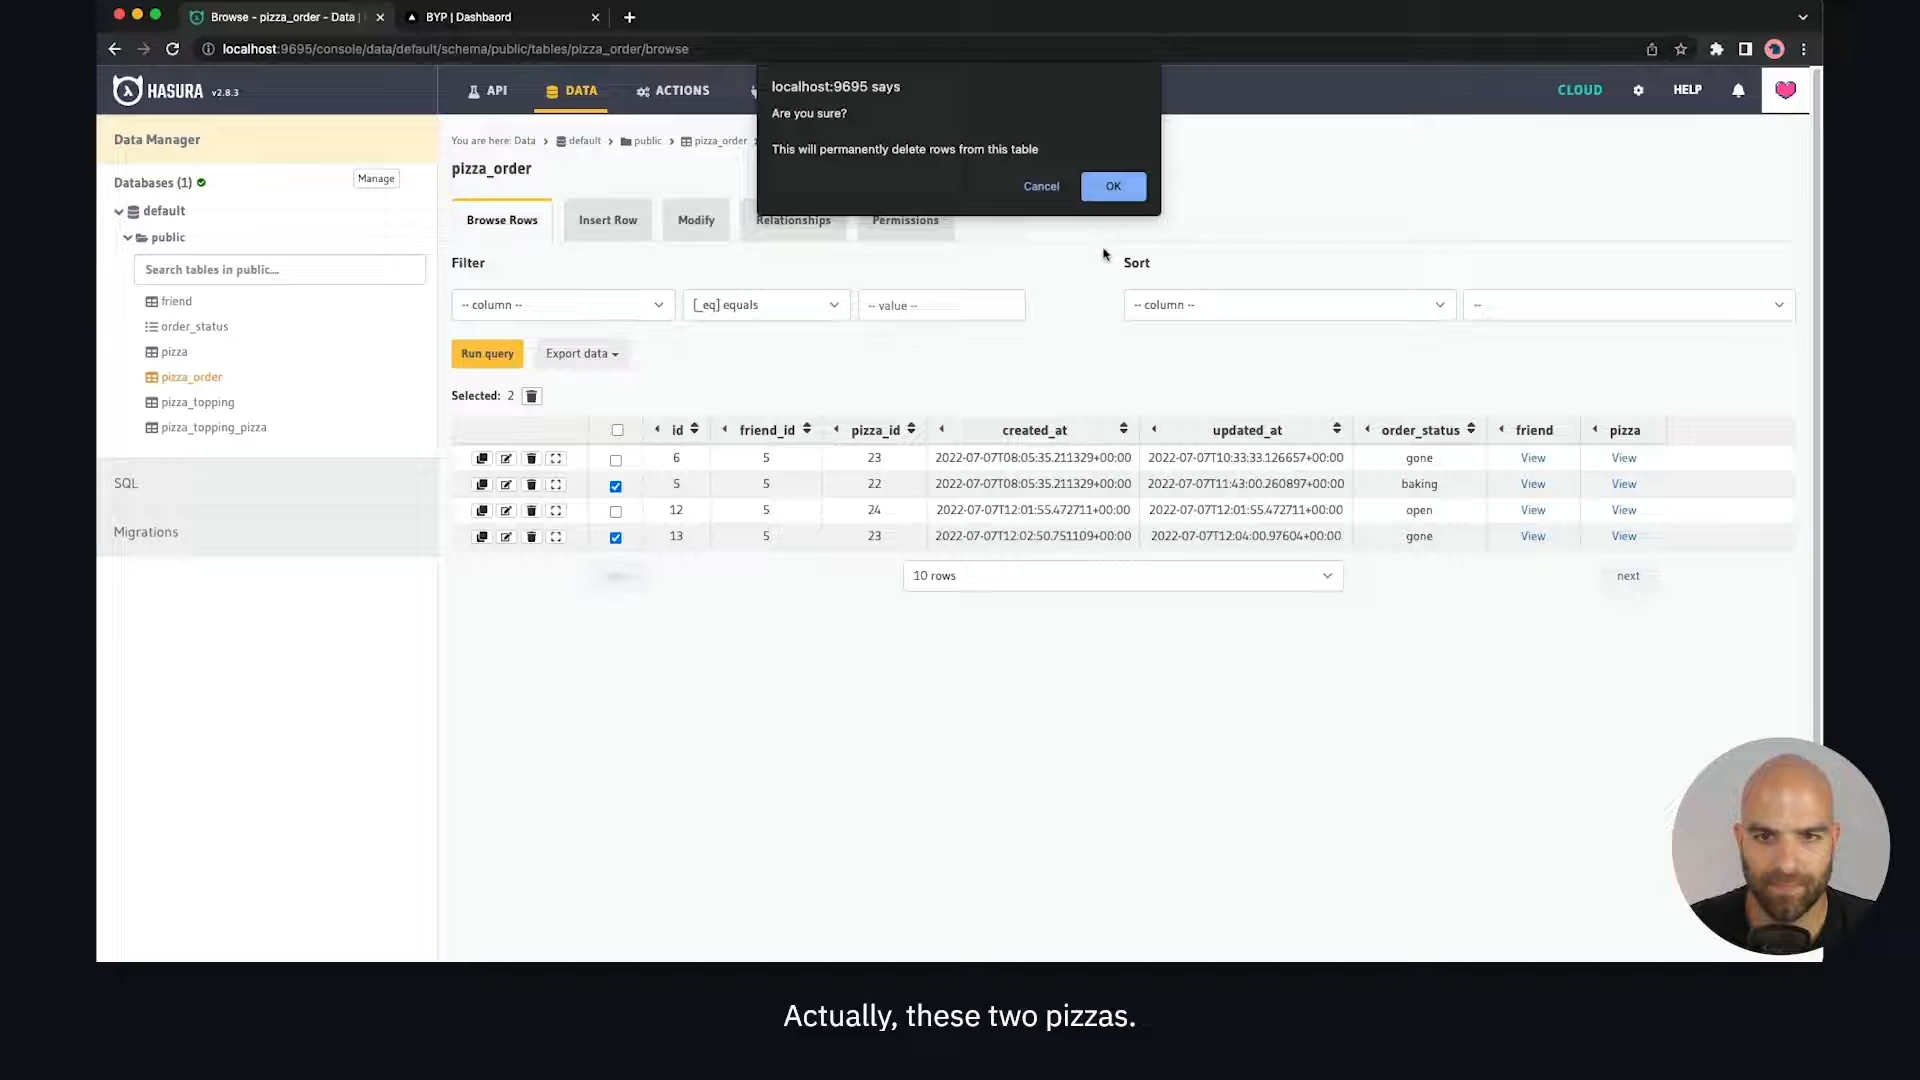 Browse - pizza_order - Data |
BYP | Dashbaord
localhost:9695/console/data/default/schema/public/tables/pizza_order/browse
HASURA v2.8.3
API
DATA
ACTIONS
CLOUD
HELP
localhost:9695 says
Are you sure?
This will permanently delete rows from this table
Cancel
OK
Data Manager
Databases (1)
Manage
default
public
Search tables in public...
friend
order_status
pizza
pizza_order
pizza_topping
pizza_topping_pizza
SQL
Migrations
You are here: Data > default > public > pizza_order
pizza_order
Browse Rows
Insert Row
Modify
Relationships
Permissions
Filter
Sort
-- column --
[_eq] equals
-- value --
-- column --
--
Run query
Export data
Selected: 2
id friend_id pizza_id created_at updated_at order_status friend pizza
6 5 23 2022-07-07T08:05:35.211329+00:00 2022-07-07T10:33:33.126657+00:00 gone View View
5 5 22 2022-07-07T08:05:35.211329+00:00 2022-07-07T11:43:00.260897+00:00 baking View View
12 5 24 2022-07-07T12:01:55.472711+00:00 2022-07-07T12:01:55.472711+00:00 open View View
13 5 23 2022-07-07T12:02:50.751109+00:00 2022-07-07T12:04:00.97604+00:00 gone View View
10 rows
next
Actually, these two pizzas.